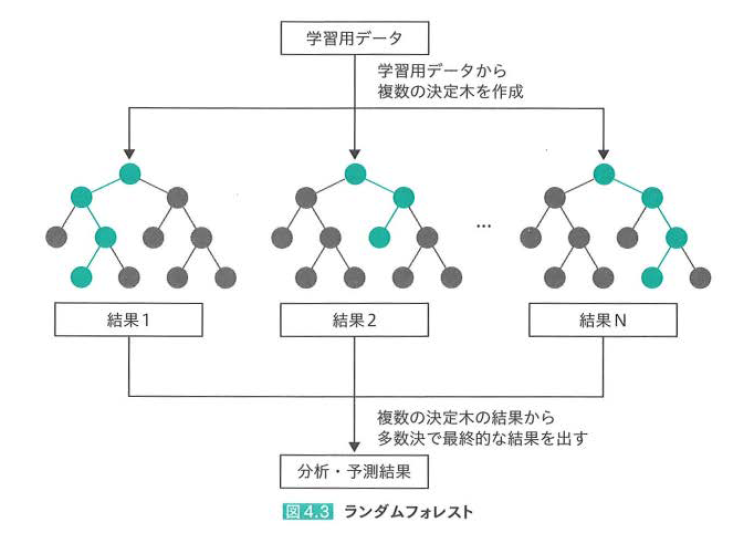 学習用データ
学習用データから
複数の決定木を作成
...
結果1
結果2
結果N
複数の決定木の結果から
多数決で最終的な結果を出す
分析・予測結果
図4.3 ランダムフォレスト